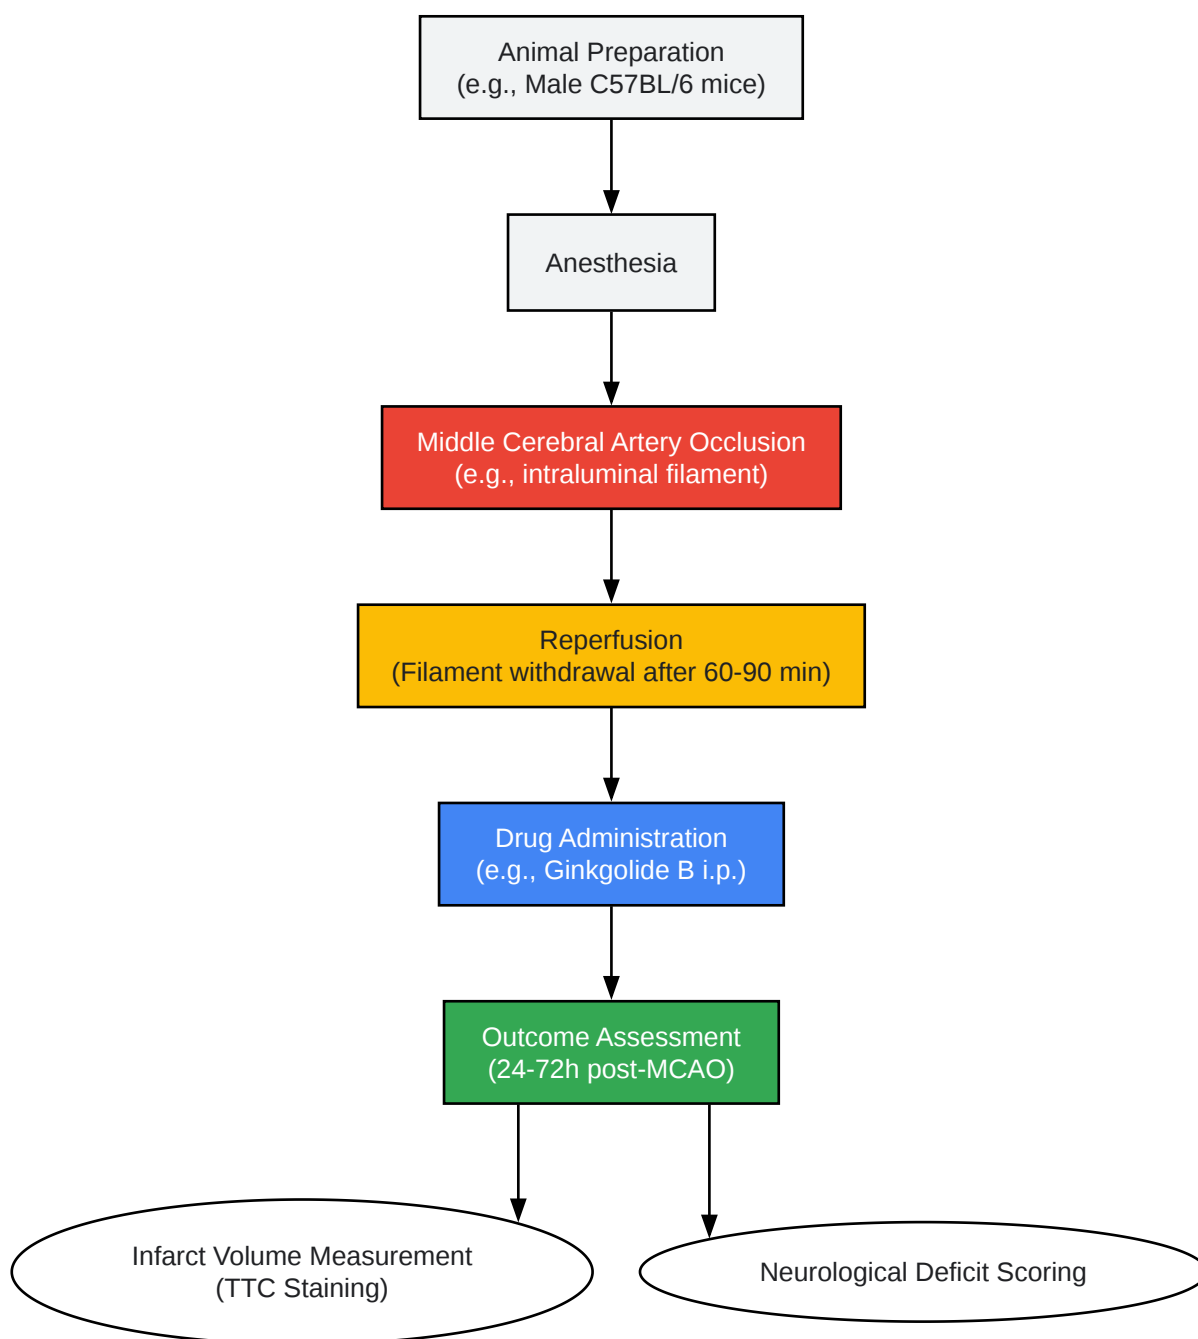 Animal Preparation
(e.g., Male C57BL/6 mice)
Anesthesia
Middle Cerebral Artery Occlusion
(e.g., intraluminal filament)
Reperfusion
(Filament withdrawal after 60-90 min)
Drug Administration
(e.g., Ginkgolide B i.p.)
Outcome Assessment
(24-72h post-MCAO)
Infarct Volume Measurement
(TTC Staining)
Neurological Deficit Scoring